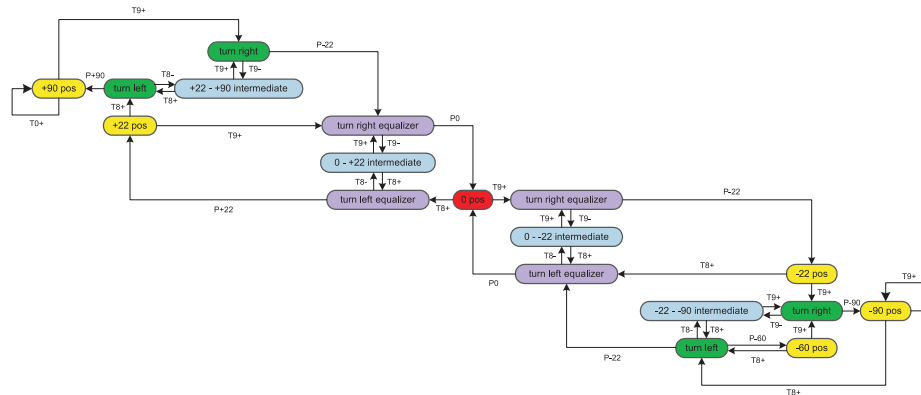 T9+
turn right
P-22
T9+
T9-
P+90
T8-
+90 pos
turn left
+22 - +90 intermediate
T8+
T8+
T0+
+22 pos
T9+
turn right equalizer
P0
T9+
T9-
0 - +22 intermediate
T8-
T8+
P+22
turn left equalizer
T8+
0 pos
T9+
turn right equalizer
P-22
T9+
T9-
0 - -22 intermediate
T8-
T8+
P0
turn left equalizer
T8+
-22 pos
T9+
T9+
-22 - -90 intermediate
T9+
turn right
P-90
-90 pos
T9-
T8-
T8+
T9+
P-60
turn left
-60 pos
P-22
T8+
T8+